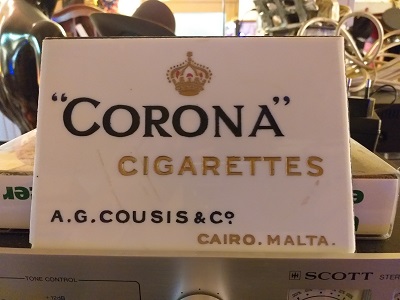 "CORONA"
CIGARETTES
A.G. COUSIS & Cº.
CAIRO. MALTA.
TONE CONTROL
SCOTT